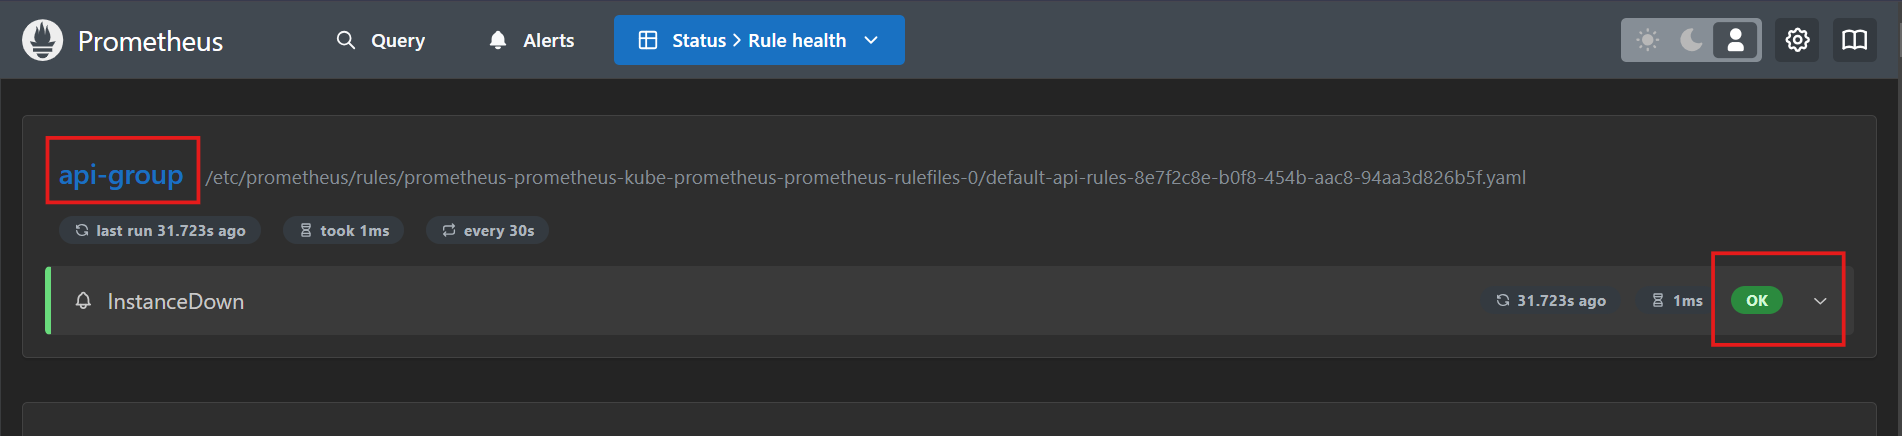 Prometheus Query Alerts Status > Rule health
api-group /etc/prometheus/rules/prometheus-prometheus-kube-prometheus-prometheus-rulefiles-0/default-api-rules-8e7f2c8e-b0f8-454b-aac8-94aa3d826b5f.yaml
last run 31.723s ago took 1ms every 30s
InstanceDown 31.723s ago 1ms OK